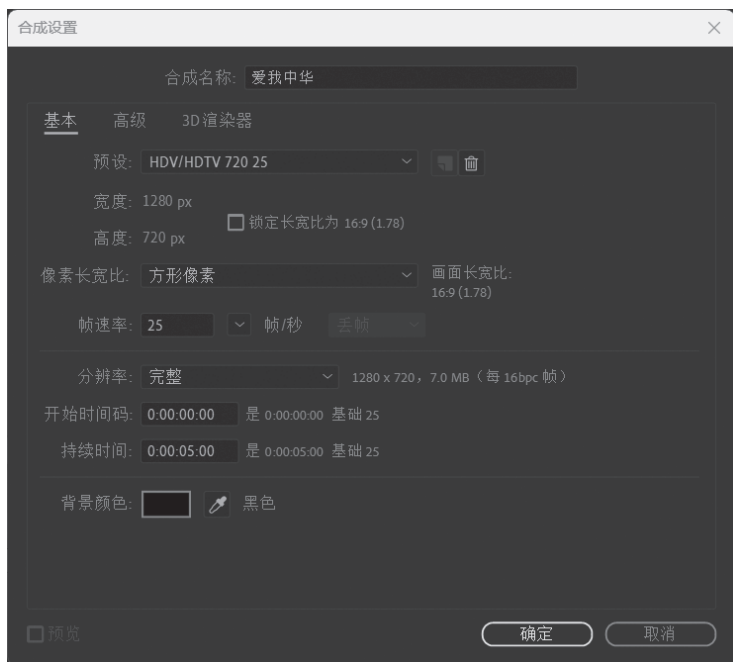 合成设置
合成名称: 爱我中华
基本 高级 3D 渲染器
预设: HDV/HDTV 720 25
宽度: 1280 px
锁定长宽比为 16:9 (1.78)
高度: 720 px
像素长宽比: 方形像素
画面长宽比:
16:9 (1.78)
帧速率: 25 帧/秒 丢帧
分辨率: 完整 1280 x 720，7.0 MB（每 16bpc 帧）
开始时间码: 0:00:00:00 是 0:00:00:00 基础 25
持续时间: 0:00:05:00 是 0:00:05:00 基础 25
背景颜色: 黑色
预览 确定 取消